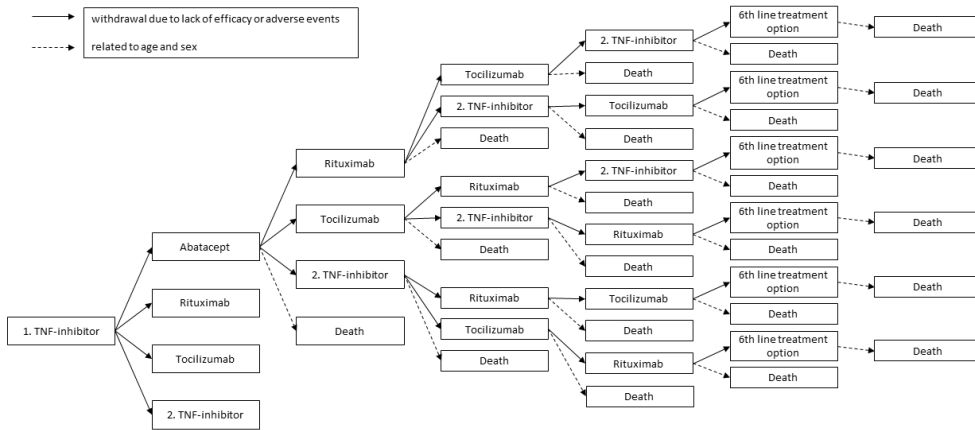 withdrawal due to lack of efficacy or adverse events
related to age and sex
1. TNF-inhibitor
Abatacept
Rituximab
Tocilizumab
2. TNF-inhibitor
Rituximab
Tocilizumab
2. TNF-inhibitor
Death
Tocilizumab
2. TNF-inhibitor
Death
Rituximab
2. TNF-inhibitor
Death
Rituximab
Tocilizumab
Death
2. TNF-inhibitor
Death
Tocilizumab
Death
2. TNF-inhibitor
Death
Rituximab
Death
Tocilizumab
Death
Rituximab
Death
6th line treatment
option
Death
6th line treatment
option
Death
6th line treatment
option
Death
6th line treatment
option
Death
6th line treatment
option
Death
6th line treatment
option
Death
Death
Death
Death
Death
Death
Death